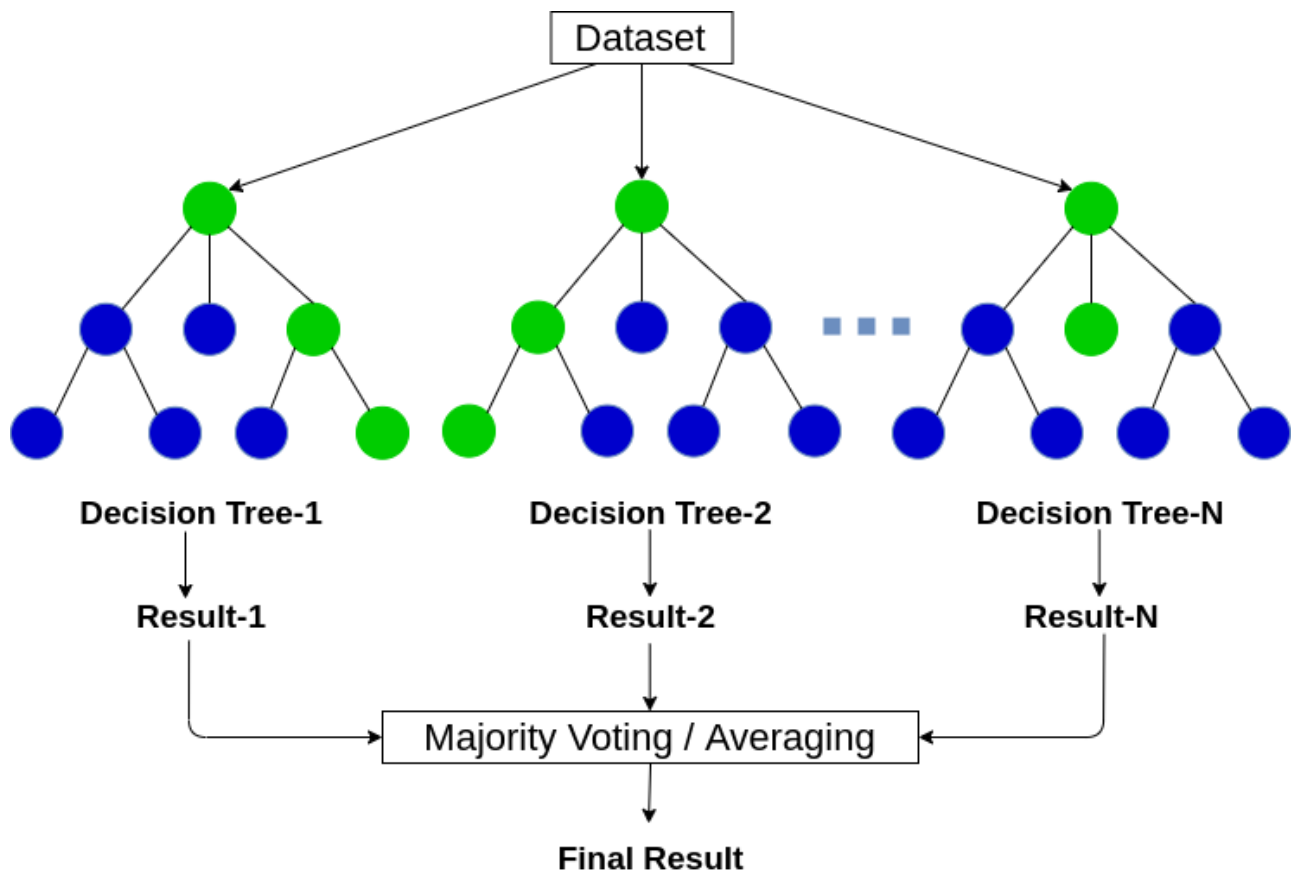 Dataset
Decision Tree-1
Decision Tree-2
Decision Tree-N
Result-1
Result-2
Result-N
Majority Voting / Averaging
Final Result